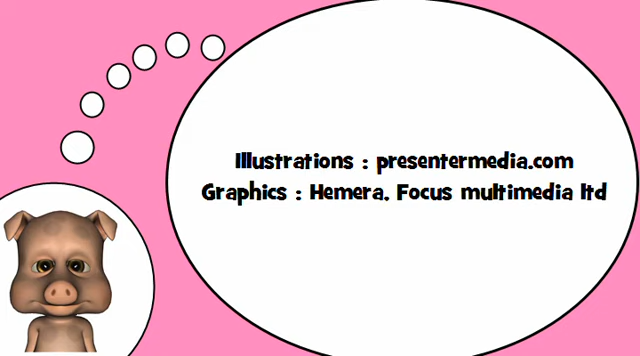 Illustrations : presentermedia.com
Graphics : Hemera, Focus multimedia ltd